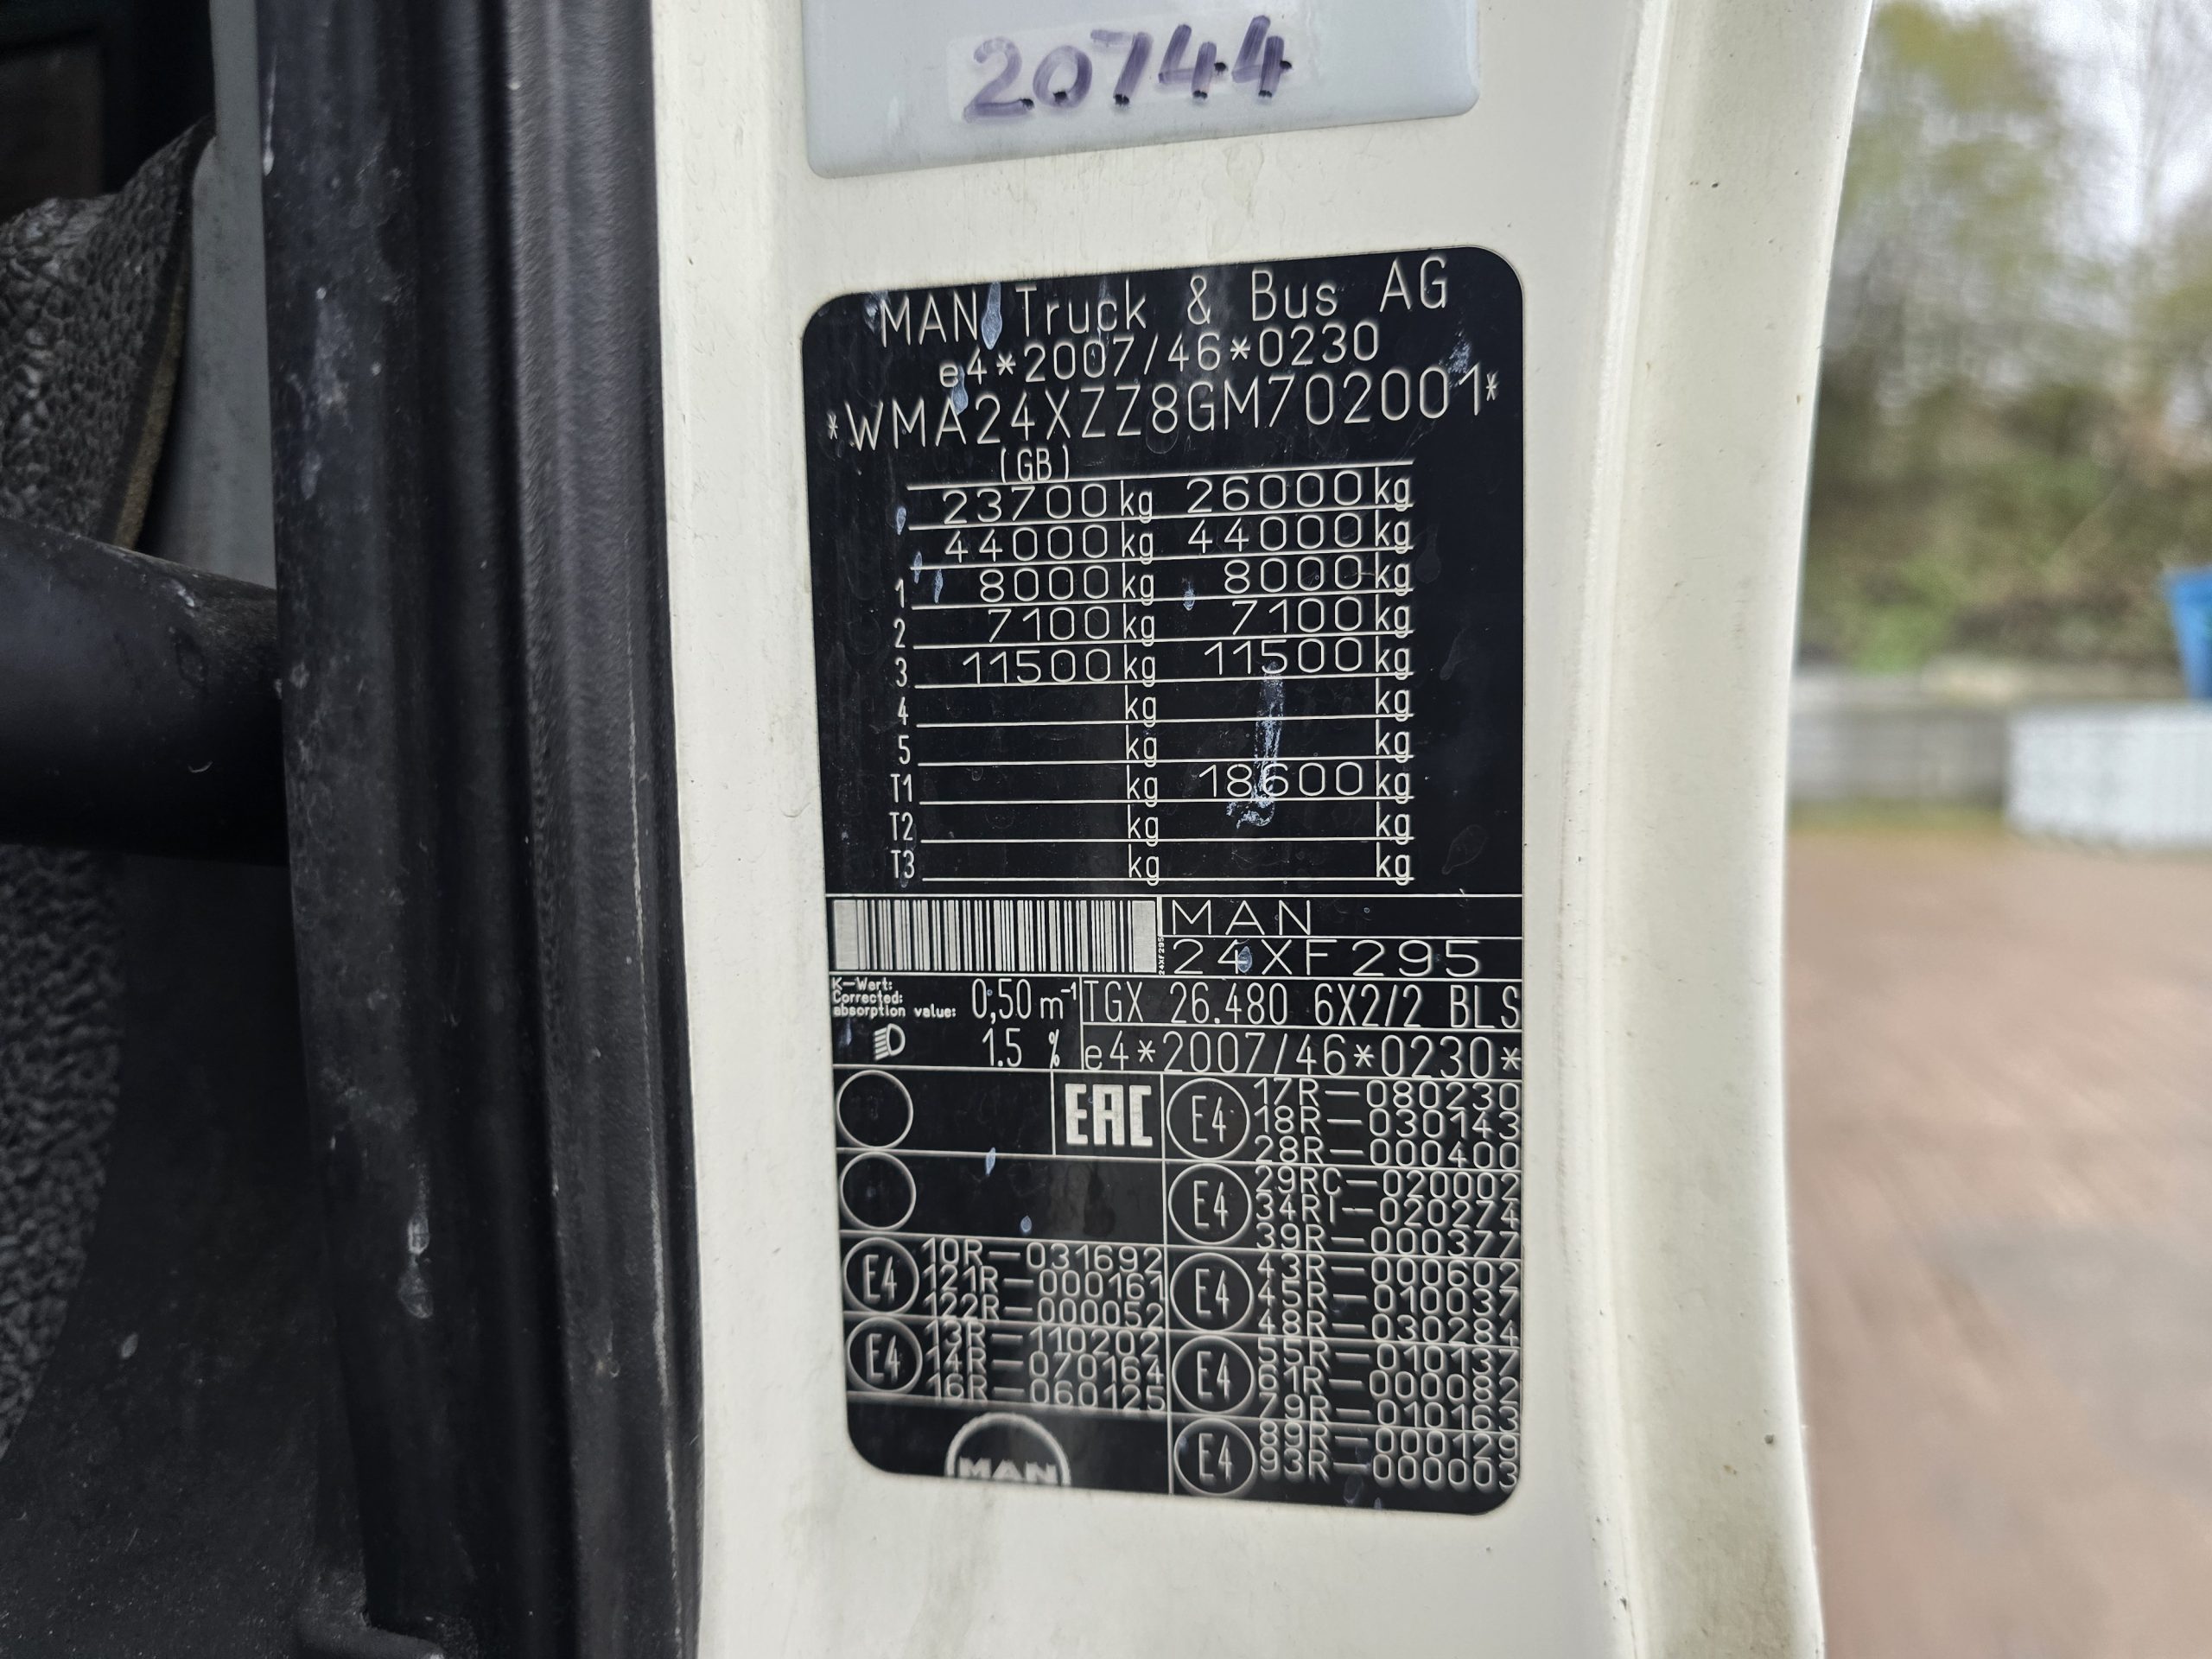 20744
MAN Truck & Bus AG
e4*2007/46*0230
*WMA24XZZ8GM702001*
(GB)
23700 kg 26000 kg
44000 kg 44000 kg
1 8000 kg 8000 kg
2 7100 kg 7100 kg
3 11500 kg 11500 kg
4 kg kg
5 kg kg
T1 kg 18600 kg
T2 kg kg
T3 kg kg
MAN
24XF295
24XF295
K-Wert:
Corrected:
absorption value: 0,50 m⁻¹
TGX 26.480 6X2/2 BLS
1.5 %
e4*2007/46*0230*
EAC
E4
17R-080230
18R-030143
28R-000400
E4
29RC-020002
34RI-020274
39R-000377
E4
10R-031692
121R-000161
122R-000052
E4
43R-000602
45R-010037
48R-030284
E4
13R-110202
14R-070164
16R-060125
E4
55R-010137
61R-000082
79R-010163
E4
89R-000129
93R-000003
MAN